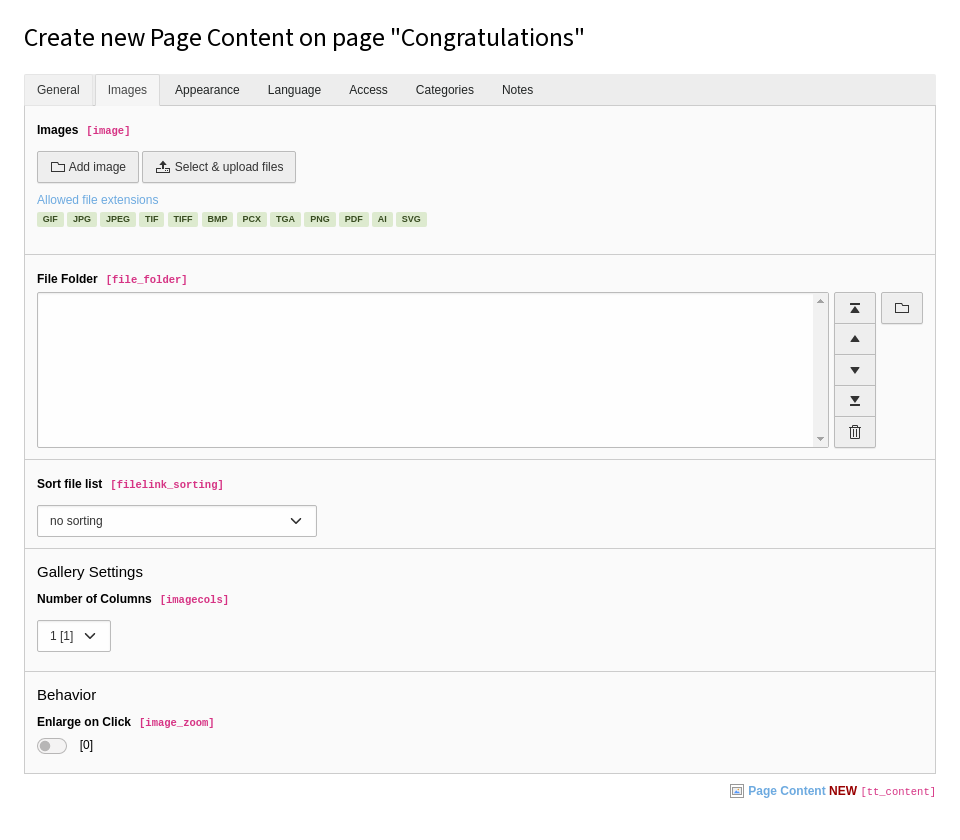 Create new Page Content on page "Congratulations"
General Images Appearance Language Access Categories Notes
Images [image]
Add image Select & upload files
Allowed file extensions
GIF JPG JPEG TIF TIFF BMP PCX TGA PNG PDF AI SVG
File Folder [file_folder]
Sort file list [filelink_sorting]
no sorting
Gallery Settings
Number of Columns [imagecols]
1 [1]
Behavior
Enlarge on Click [image_zoom]
[0]
Page Content NEW [tt_content]